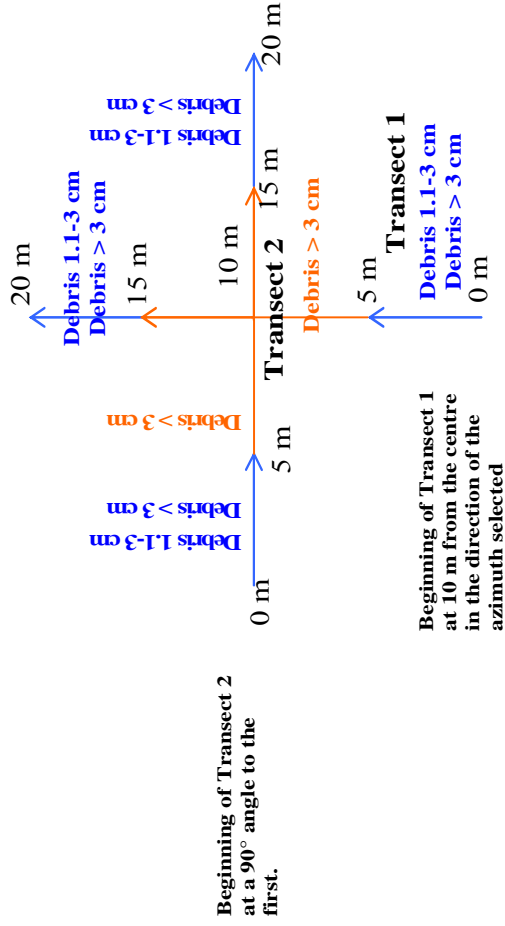 20 m
Debris 1.1-3 cm
Debris > 3 cm
15 m
10 m
Debris 1.1-3 cm
Debris > 3 cm
20 m
15 m
Transect 2
Debris > 3 cm
Debris > 3 cm
5 m
Transect 1
Debris 1.1-3 cm
Debris > 3 cm
0 m
Debris 1.1-3 cm
Debris > 3 cm
5 m
0 m
Beginning of Transect 1
at 10 m from the centre
in the direction of the
azimuth selected
Beginning of Transect 2
at a 90° angle to the
first.